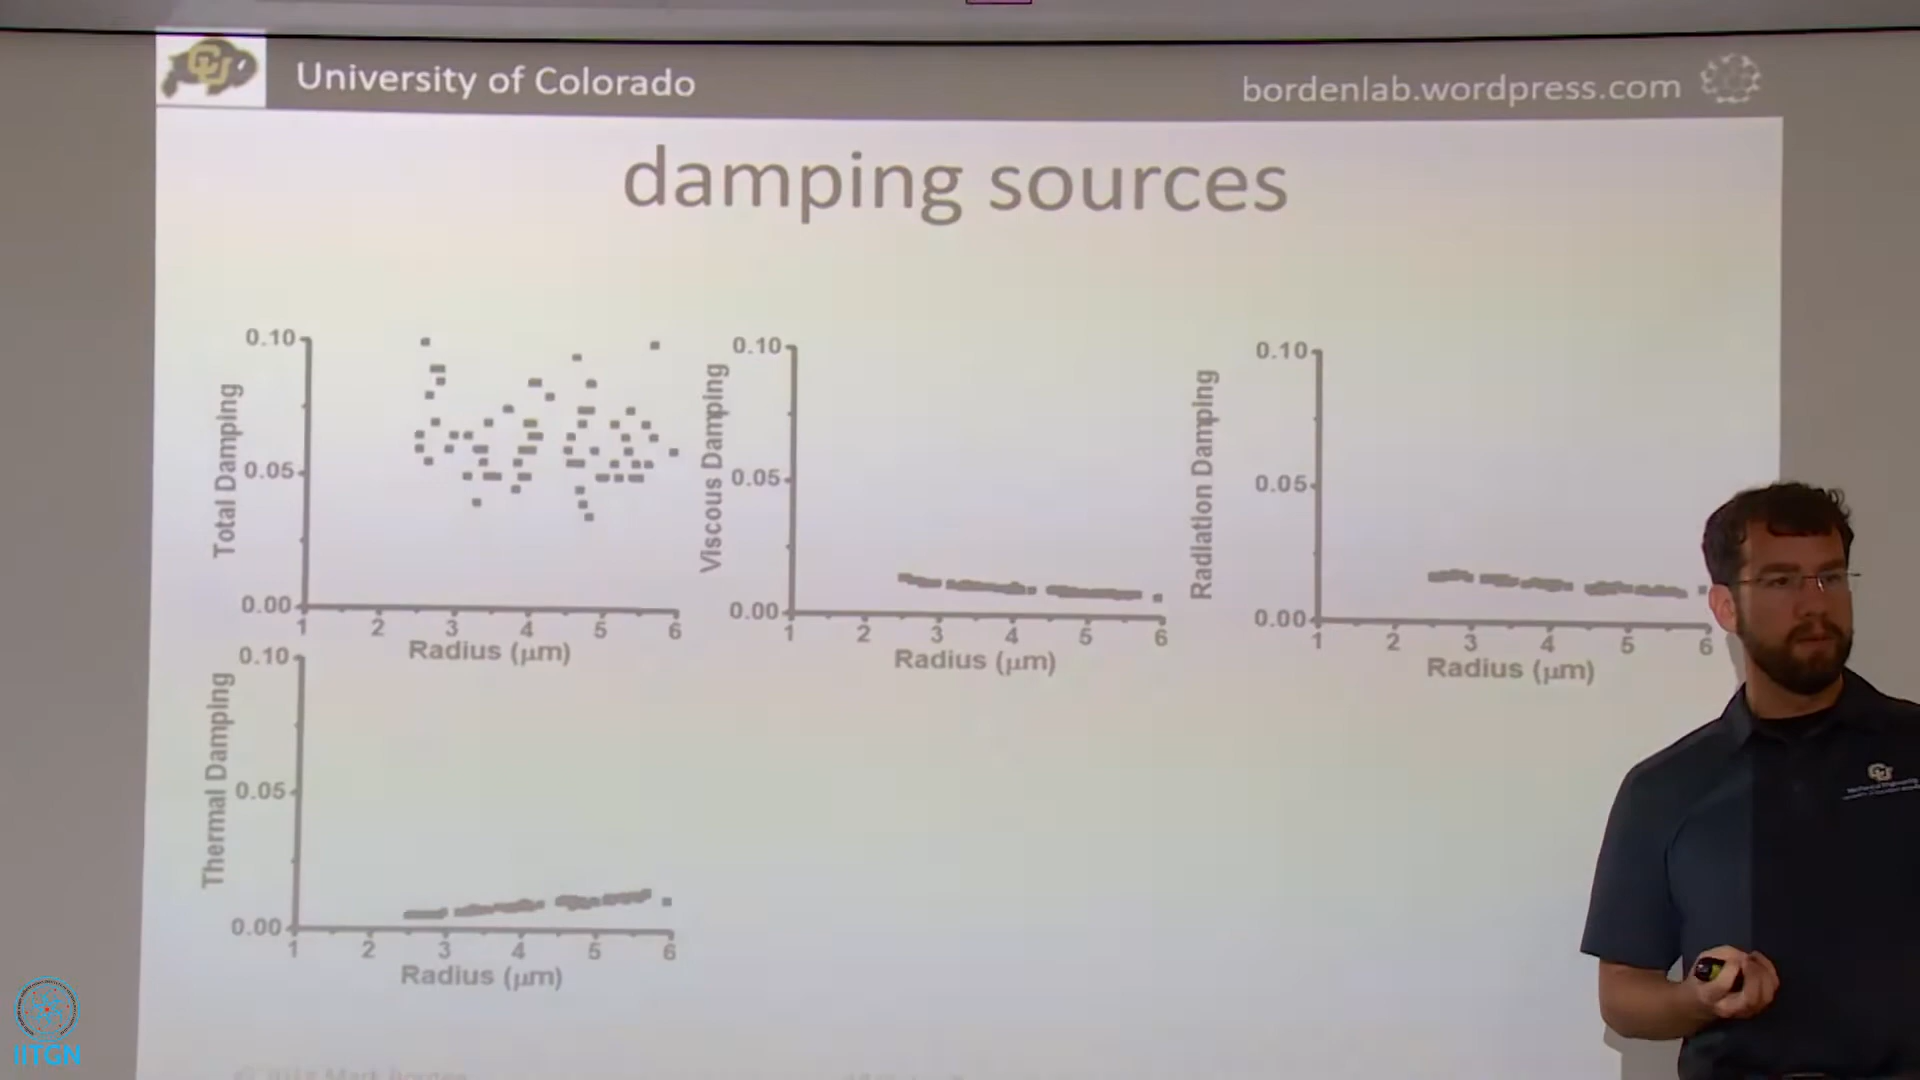 CU
University of Colorado
bordenlab.wordpress.com
damping sources
Total Damping
0.10
0.05
0.00
1 2 3 4 5 6
Radius (μm)
Viscous Damping
0.10
0.05
0.00
1 2 3 4 5 6
Radius (μm)
Radiation Damping
0.10
0.05
0.00
1 2 3 4 5 6
Radius (μm)
Thermal Damping
0.10
0.05
0.00
1 2 3 4 5 6
Radius (μm)
CU
IITGN